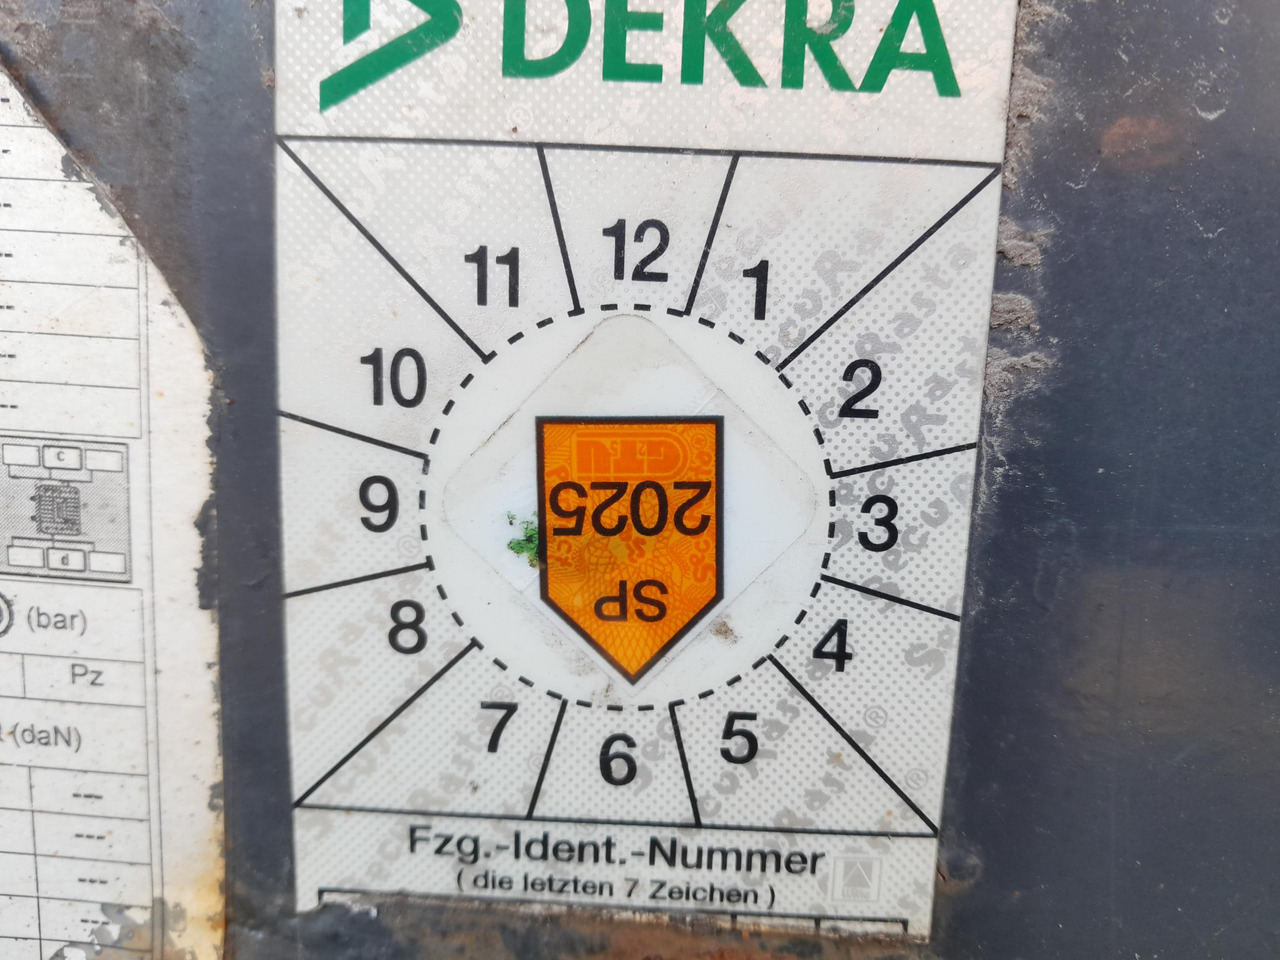 DEKRA
11
12
1
10
2
9
3
8
4
7
6
5
GTÜ
2025
SP
Fzg.-Ident.-Nummer
( die letzten 7 Zeichen )
SecuRasta®
c
d
(bar)
Pz
(daN)
---
---
---
---